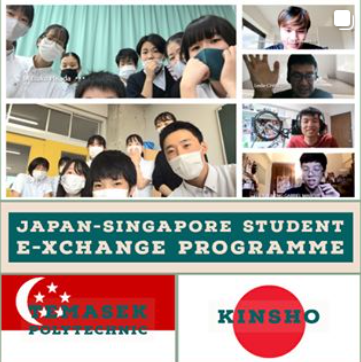 JAPAN-SINGAPORE STUDENT
E-XCHANGE PROGRAMME
TEMASEK
POLYTECHNIC
KINSHO